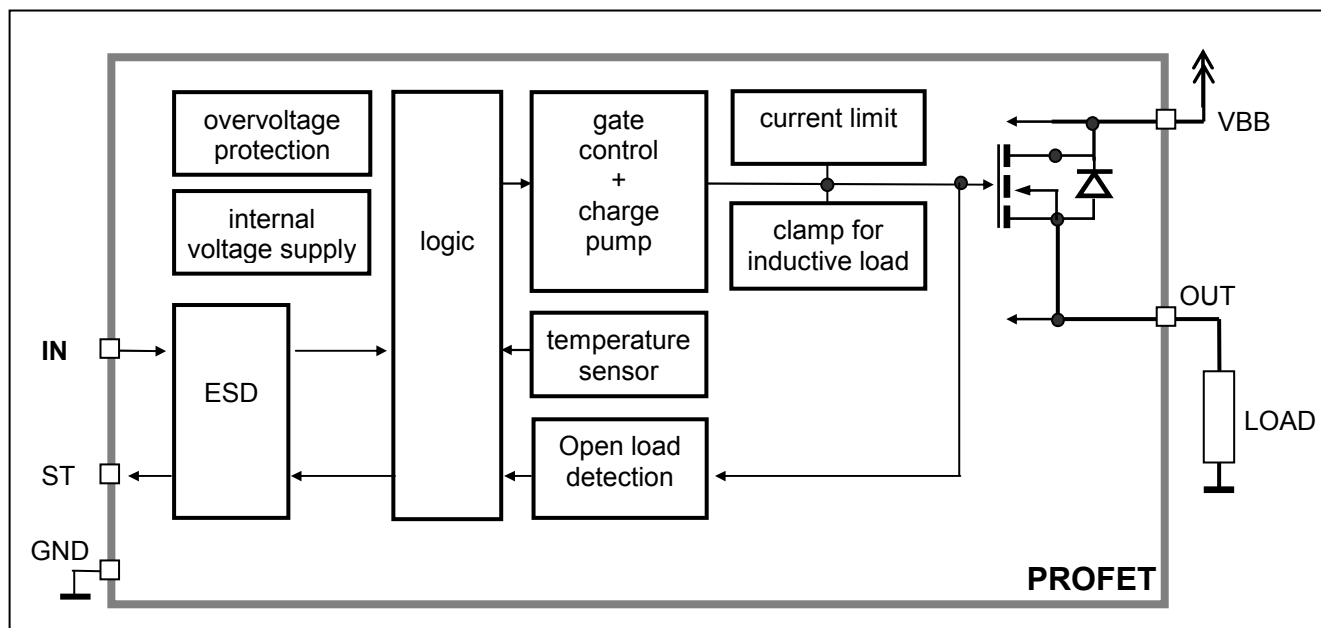 overvoltage
protection
internal
voltage supply
logic
gate
control
+
charge
pump
current limit
clamp for
inductive load
VBB
OUT
LOAD
IN
ESD
temperature
sensor
ST
Open load
detection
GND
PROFET